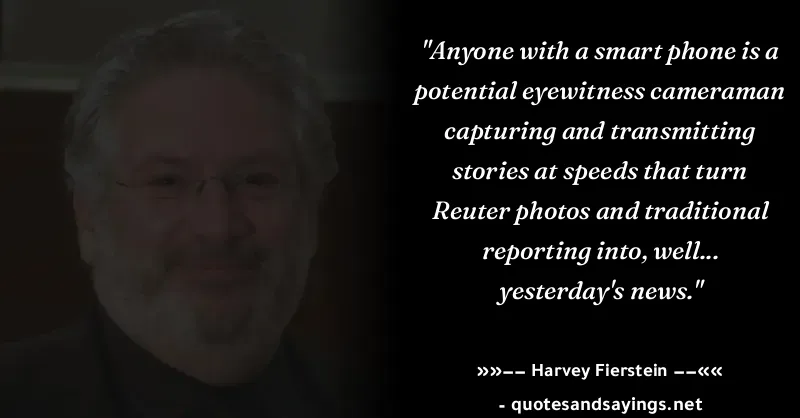 "Anyone with a smart phone is a
potential eyewitness cameraman
capturing and transmitting
stories at speeds that turn
Reuter photos and traditional
reporting into, well...
yesterday's news."
»»−− Harvey Fierstein −−««
- quotesandsayings.net